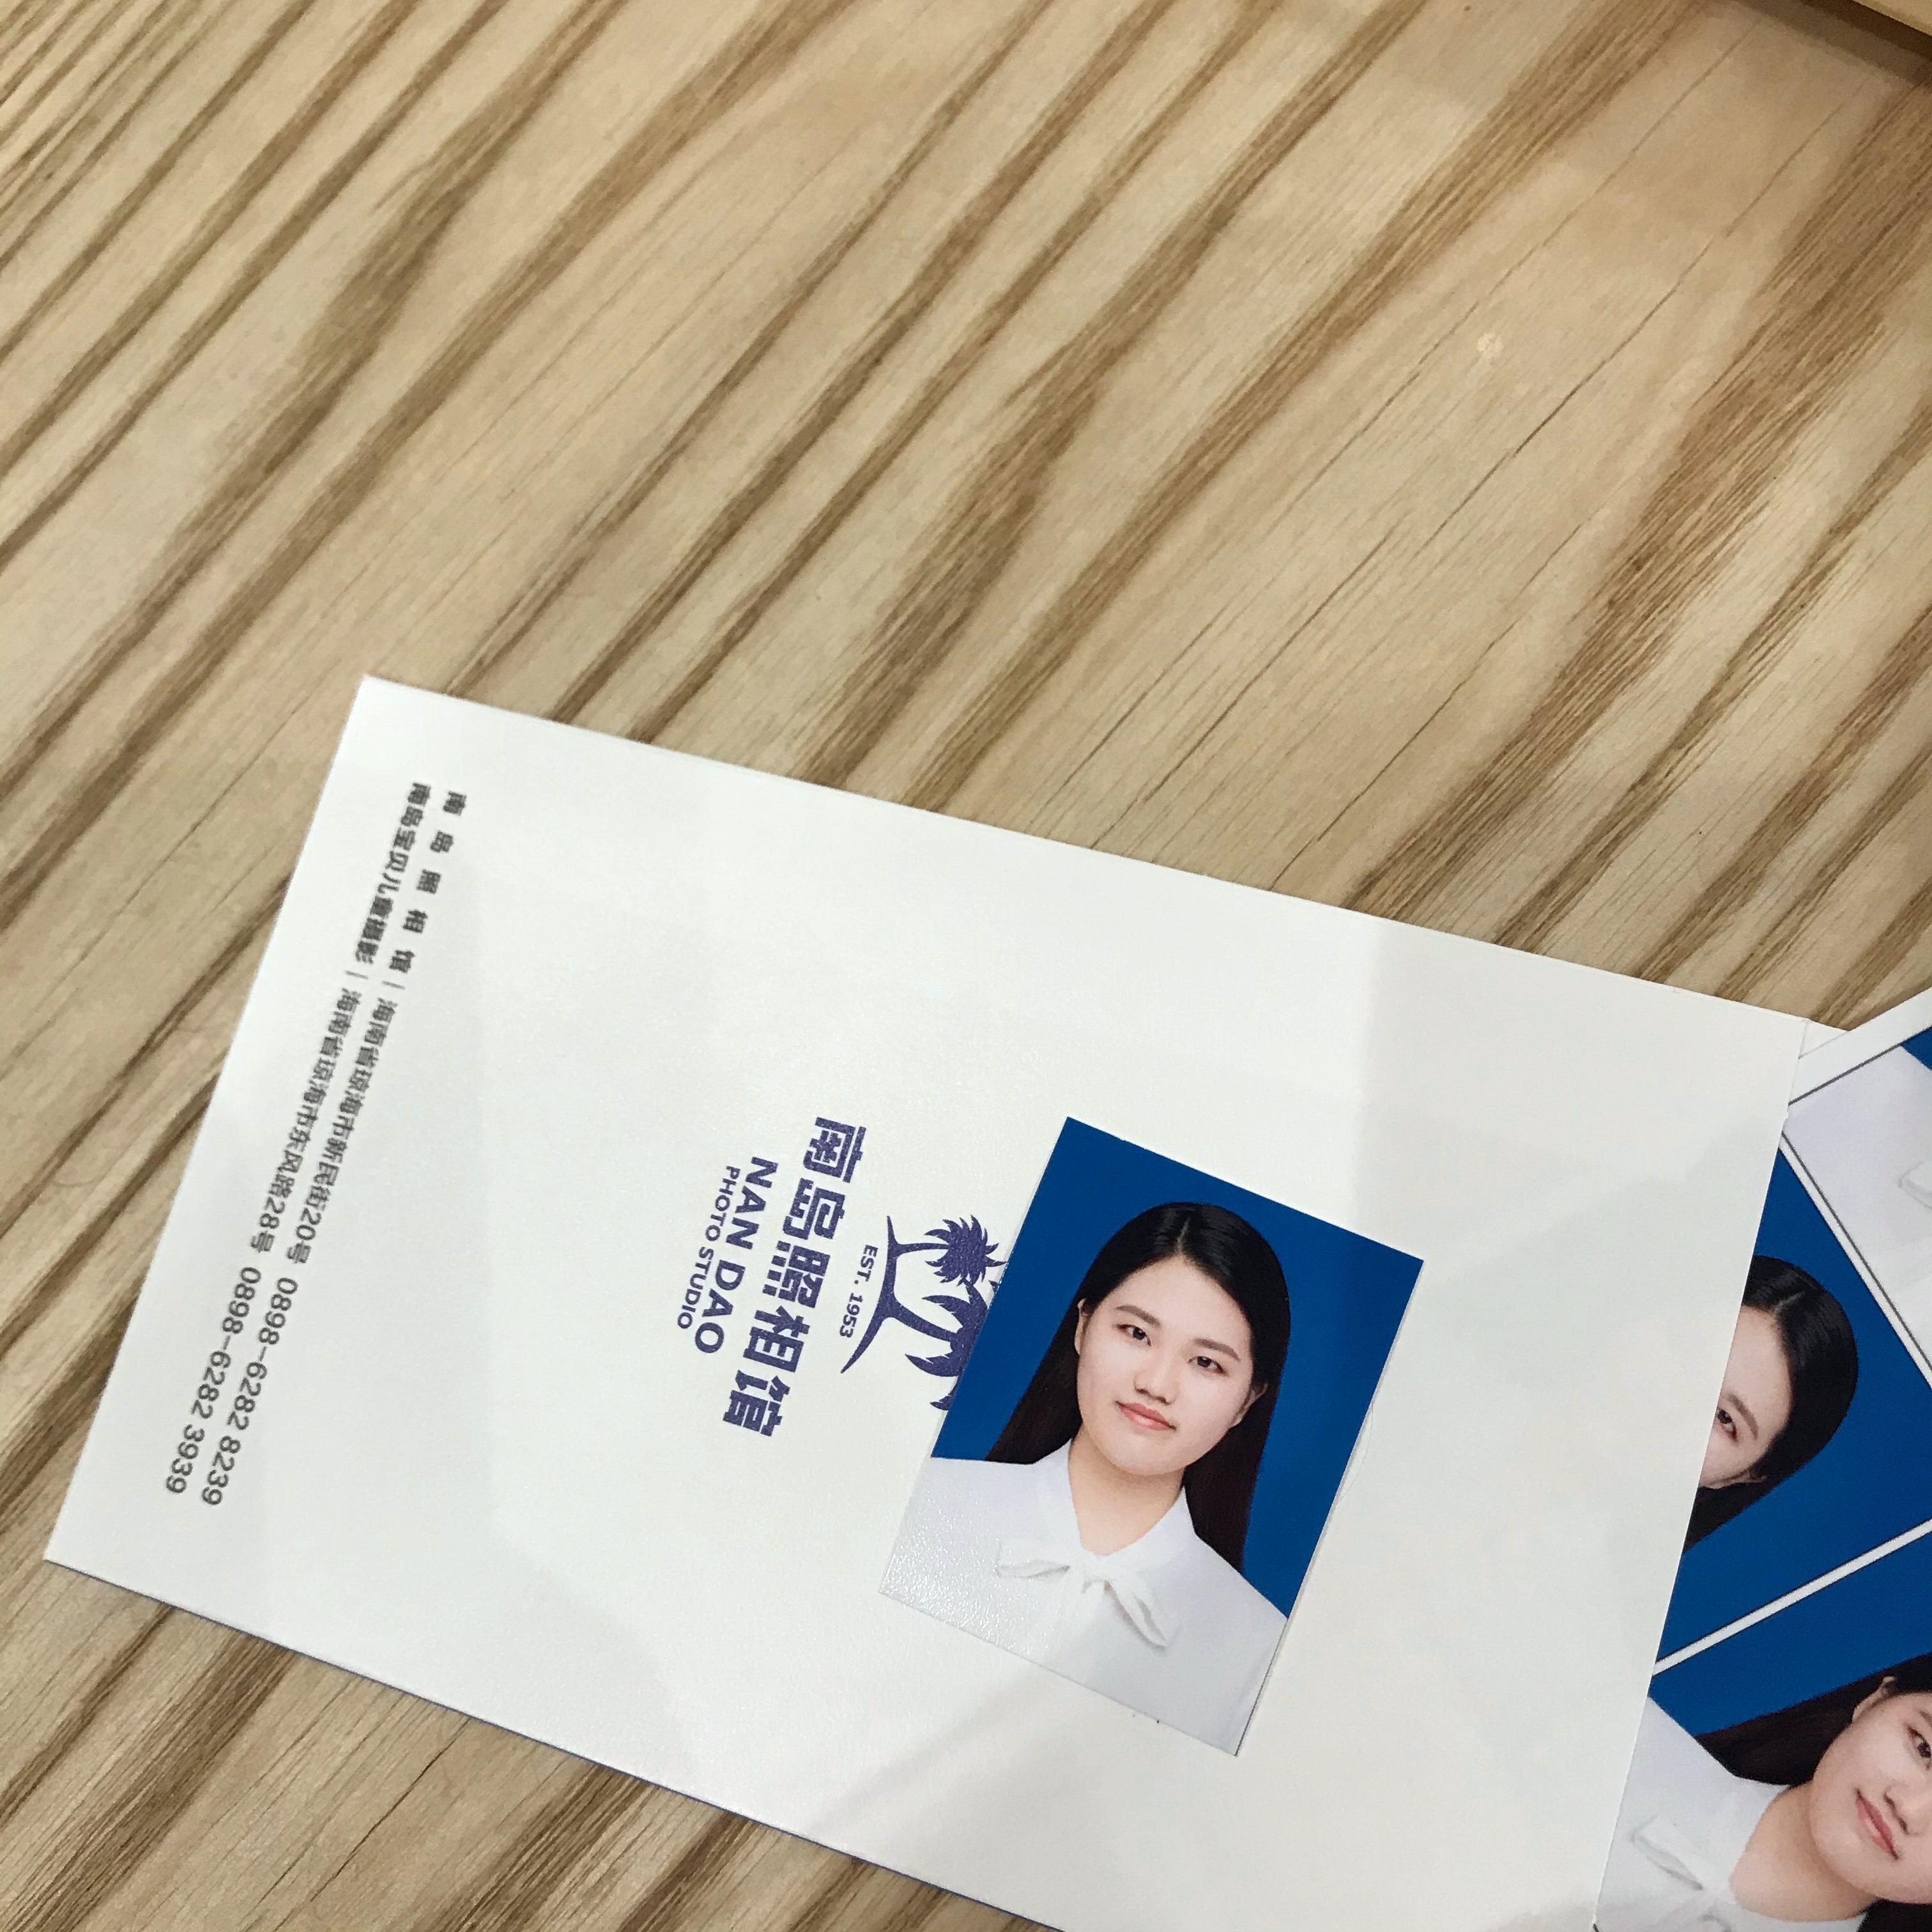 EST. 1953
南岛照相馆
NAN DAO
PHOTO STUDIO
南岛照相馆 | 海南省琼海市新民街20号 0898-6282 8239
南岛宝贝儿童摄影 | 海南省琼海市东风路28号 0898-6282 3939